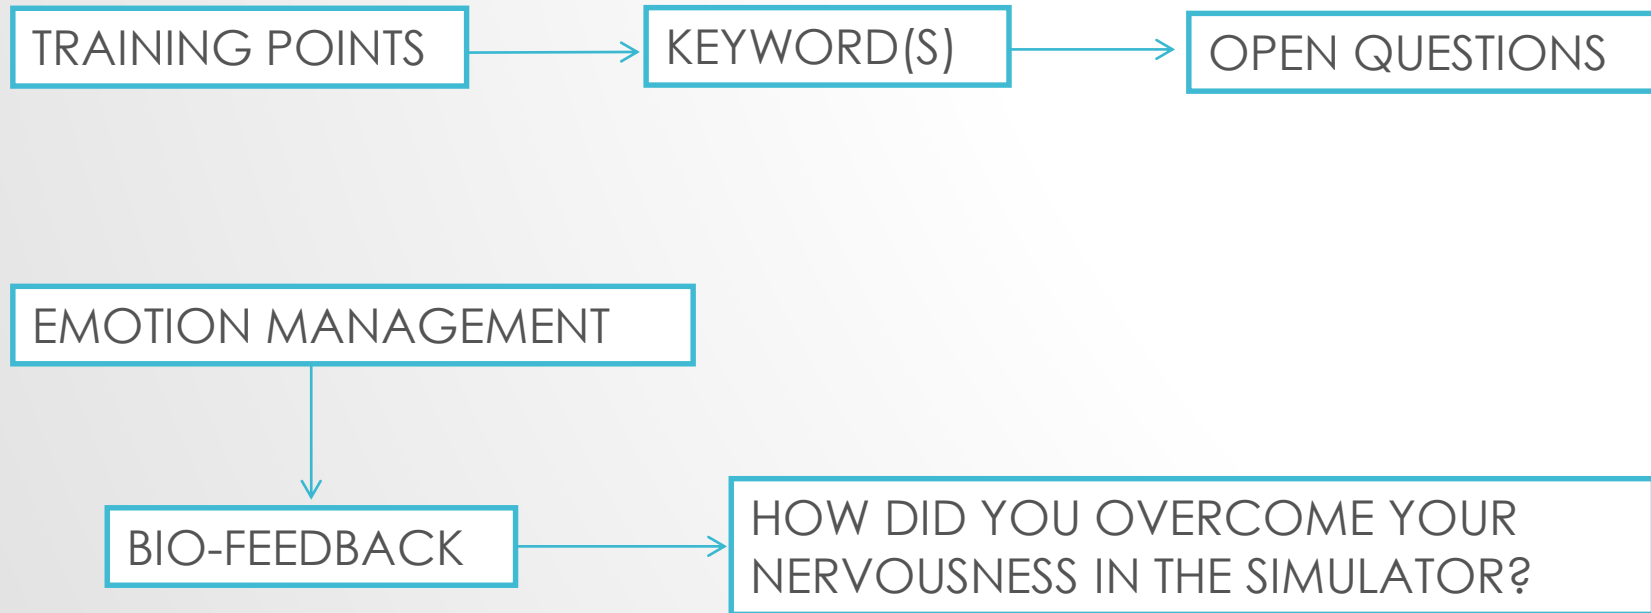 TRAINING POINTS
KEYWORD(S)
OPEN QUESTIONS
EMOTION MANAGEMENT
BIO-FEEDBACK
HOW DID YOU OVERCOME YOUR
NERVOUSNESS IN THE SIMULATOR?